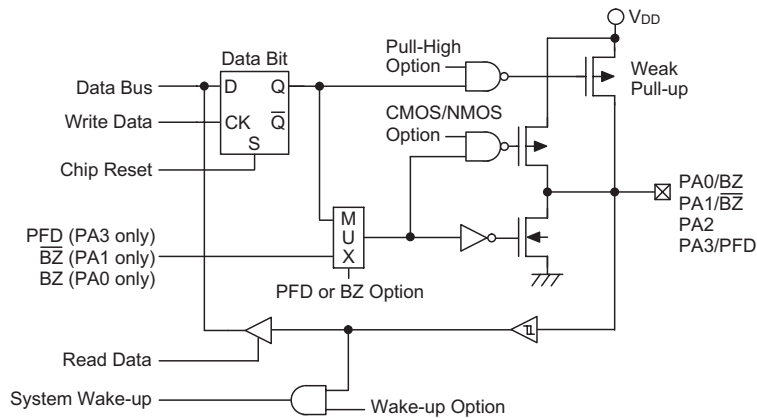 V_DD
Pull-High
Option
Weak
Pull-up
Data Bit
Data Bus
D
Q
Write Data
CK
Q̅
S
Chip Reset
CMOS/NMOS
Option
PA0/BZ
PA1/B̅Z̅
PA2
PA3/PFD
M
U
X
PFD (PA3 only)
B̅Z̅ (PA1 only)
BZ (PA0 only)
PFD or BZ Option
Read Data
System Wake-up
Wake-up Option